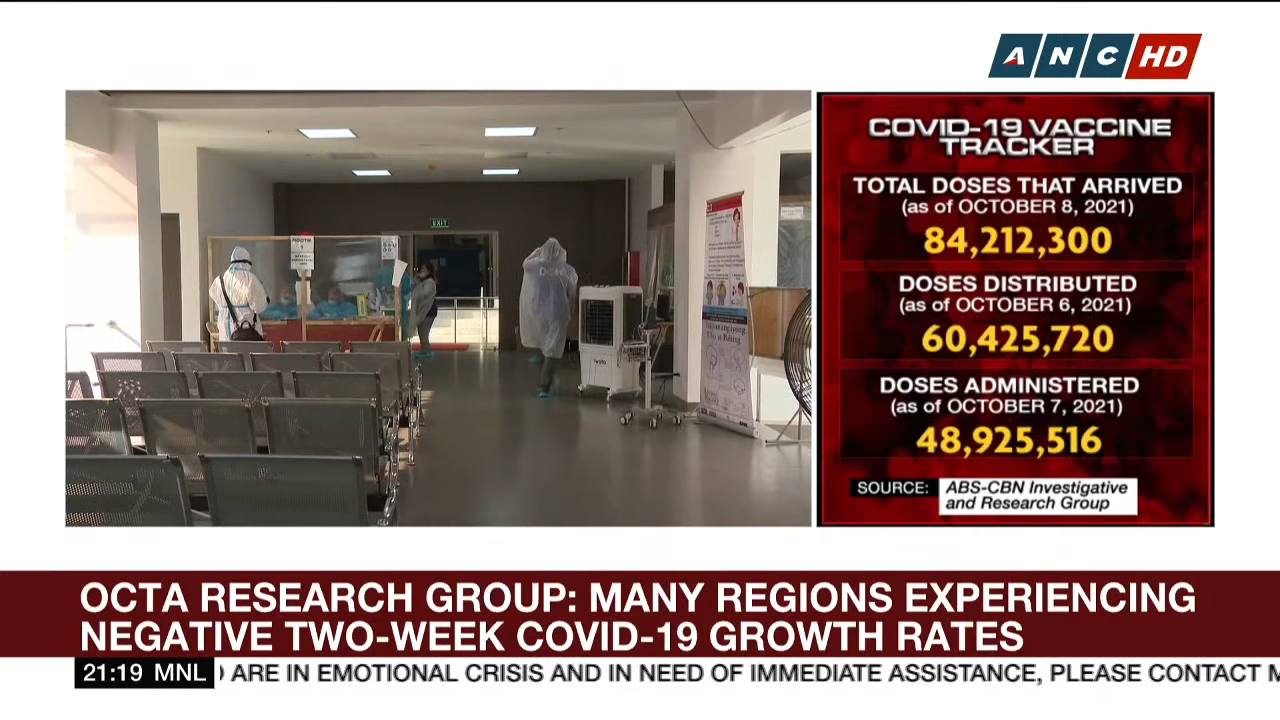 ANC HD
COVID-19 VACCINE
TRACKER
TOTAL DOSES THAT ARRIVED
(as of OCTOBER 8, 2021)
84,212,300
DOSES DISTRIBUTED
(as of OCTOBER 6, 2021)
60,425,720
DOSES ADMINISTERED
(as of OCTOBER 7, 2021)
48,925,516
SOURCE: ABS-CBN Investigative
and Research Group
EXIT
OCTA RESEARCH GROUP: MANY REGIONS EXPERIENCING
NEGATIVE TWO-WEEK COVID-19 GROWTH RATES
21:19 MNL ARE IN EMOTIONAL CRISIS AND IN NEED OF IMMEDIATE ASSISTANCE, PLEASE CONTACT